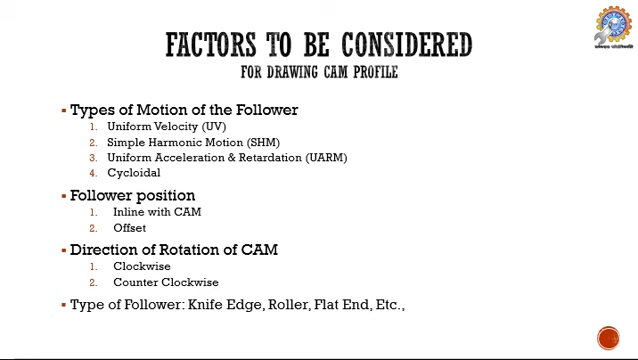 FACTORS TO BE CONSIDERED
FOR DRAWING CAM PROFILE
▪ Types of Motion of the Follower
1. Uniform Velocity (UV)
2. Simple Harmonic Motion (SHM)
3. Uniform Acceleration & Retardation (UARM)
4. Cycloidal
▪ Follower position
1. Inline with CAM
2. Offset
▪ Direction of Rotation of CAM
1. Clockwise
2. Counter Clockwise
▪ Type of Follower: Knife Edge, Roller, Flat End, Etc.,